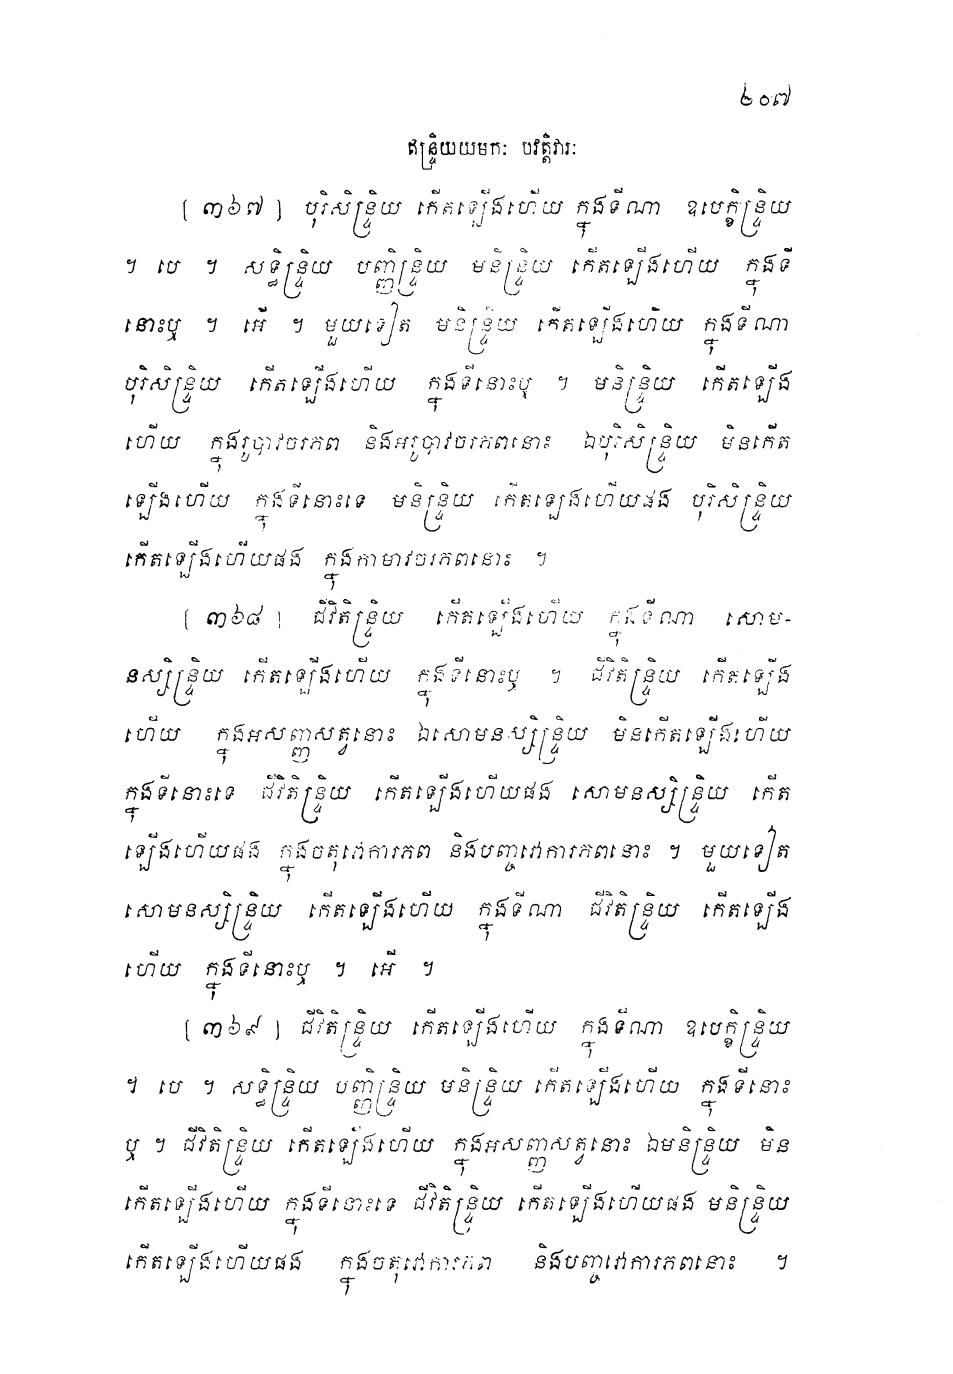 ២០៧
ឥន្ទ្រិយយមកៈ បវត្តិវារៈ
[ ៣៦៧ ] បុរិសិន្ទ្រិយ កើតឡើងហើយ ក្នុងទីណា ឧបេក្ខិន្ទ្រិយ
។ បេ ។ សទ្ធិន្ទ្រិយ បញ្ញិន្ទ្រិយ មនិន្ទ្រិយ កើតឡើងហើយ ក្នុងទី
នោះឬ ។ អើ ។ មួយទៀត មនិន្ទ្រិយ កើតឡើងហើយ ក្នុងទីណា
បុរិសិន្ទ្រិយ កើតឡើងហើយ ក្នុងទីនោះឬ ។ មនិន្ទ្រិយ កើតឡើង
ហើយ ក្នុងរូបាវចរភព និងអរូបាវចរភពនោះ ឯបុរិសិន្ទ្រិយ មិនកើត
ឡើងហើយ ក្នុងទីនោះទេ មនិន្ទ្រិយ កើតឡើងហើយផង បុរិសិន្ទ្រិយ
កើតឡើងហើយផង ក្នុងកាមាវចរភពនោះ ។
[ ៣៦៨ ] ជីវិតិន្ទ្រិយ កើតឡើងហើយ ក្នុងទីណា សោម-
នស្សិន្ទ្រិយ កើតឡើងហើយ ក្នុងទីនោះឬ ។ ជីវិតិន្ទ្រិយ កើតឡើង
ហើយ ក្នុងអសញ្ញសត្វនោះ ឯសោមនស្សិន្ទ្រិយ មិនកើតឡើងហើយ
ក្នុងទីនោះទេ ជីវិតិន្ទ្រិយ កើតឡើងហើយផង សោមនស្សិន្ទ្រិយ កើត
ឡើងហើយផង ក្នុងចតុវោការភព និងបញ្ចវោការភពនោះ ។ មួយទៀត
សោមនស្សិន្ទ្រិយ កើតឡើងហើយ ក្នុងទីណា ជីវិតិន្ទ្រិយ កើតឡើង
ហើយ ក្នុងទីនោះឬ ។ អើ ។
[ ៣៦៩ ] ជីវិតិន្ទ្រិយ កើតឡើងហើយ ក្នុងទីណា ឧបេក្ខិន្ទ្រិយ
។ បេ ។ សទ្ធិន្ទ្រិយ បញ្ញិន្ទ្រិយ មនិន្ទ្រិយ កើតឡើងហើយ ក្នុងទីនោះ
ឬ ។ ជីវិតិន្ទ្រិយ កើតឡើងហើយ ក្នុងអសញ្ញសត្វនោះ ឯមនិន្ទ្រិយ មិន
កើតឡើងហើយ ក្នុងទីនោះទេ ជីវិតិន្ទ្រិយ កើតឡើងហើយផង មនិន្ទ្រិយ
កើតឡើងហើយផង ក្នុងចតុវោការភព និងបញ្ចវោការភពនោះ ។